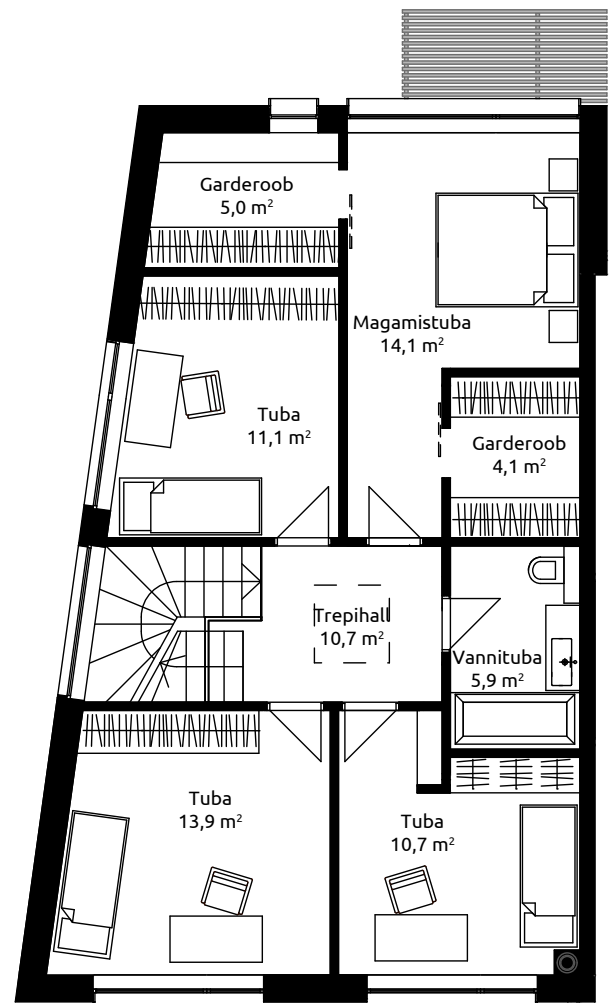 Garderoob
5,0 m²
Magamistuba
14,1 m²
Tuba
11,1 m²
Garderoob
4,1 m²
Trepihall
10,7 m²
Vannituba
5,9 m²
Tuba
13,9 m²
Tuba
10,7 m²